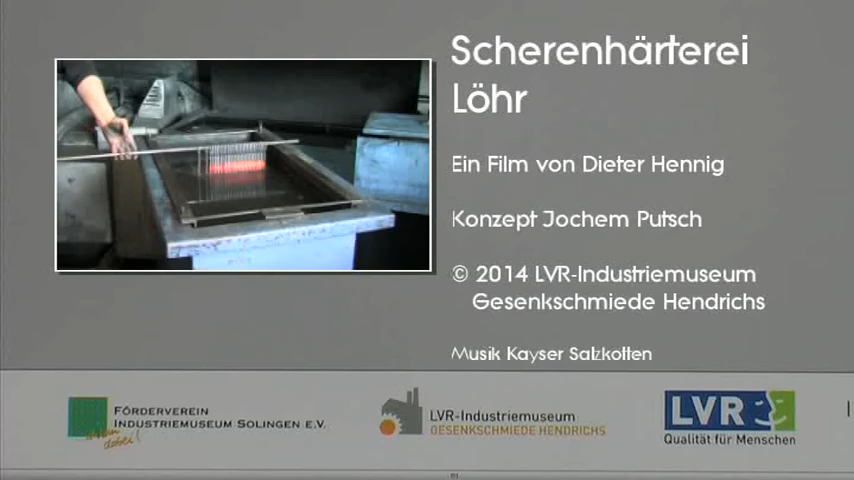 Scherenhärterei
Löhr
Ein Film von Dieter Hennig
Konzept Jochem Putsch
© 2014 LVR-Industriemuseum
Gesenkschmiede Hendrichs
Musik Kayser Salzkotten
FÖRDERVEREIN
INDUSTRIEMUSEUM SOLINGEN E.V.
dabei!
LVR-Industriemuseum
GESENKSCHMIEDE HENDRICHS
LVR
Qualität für Menschen